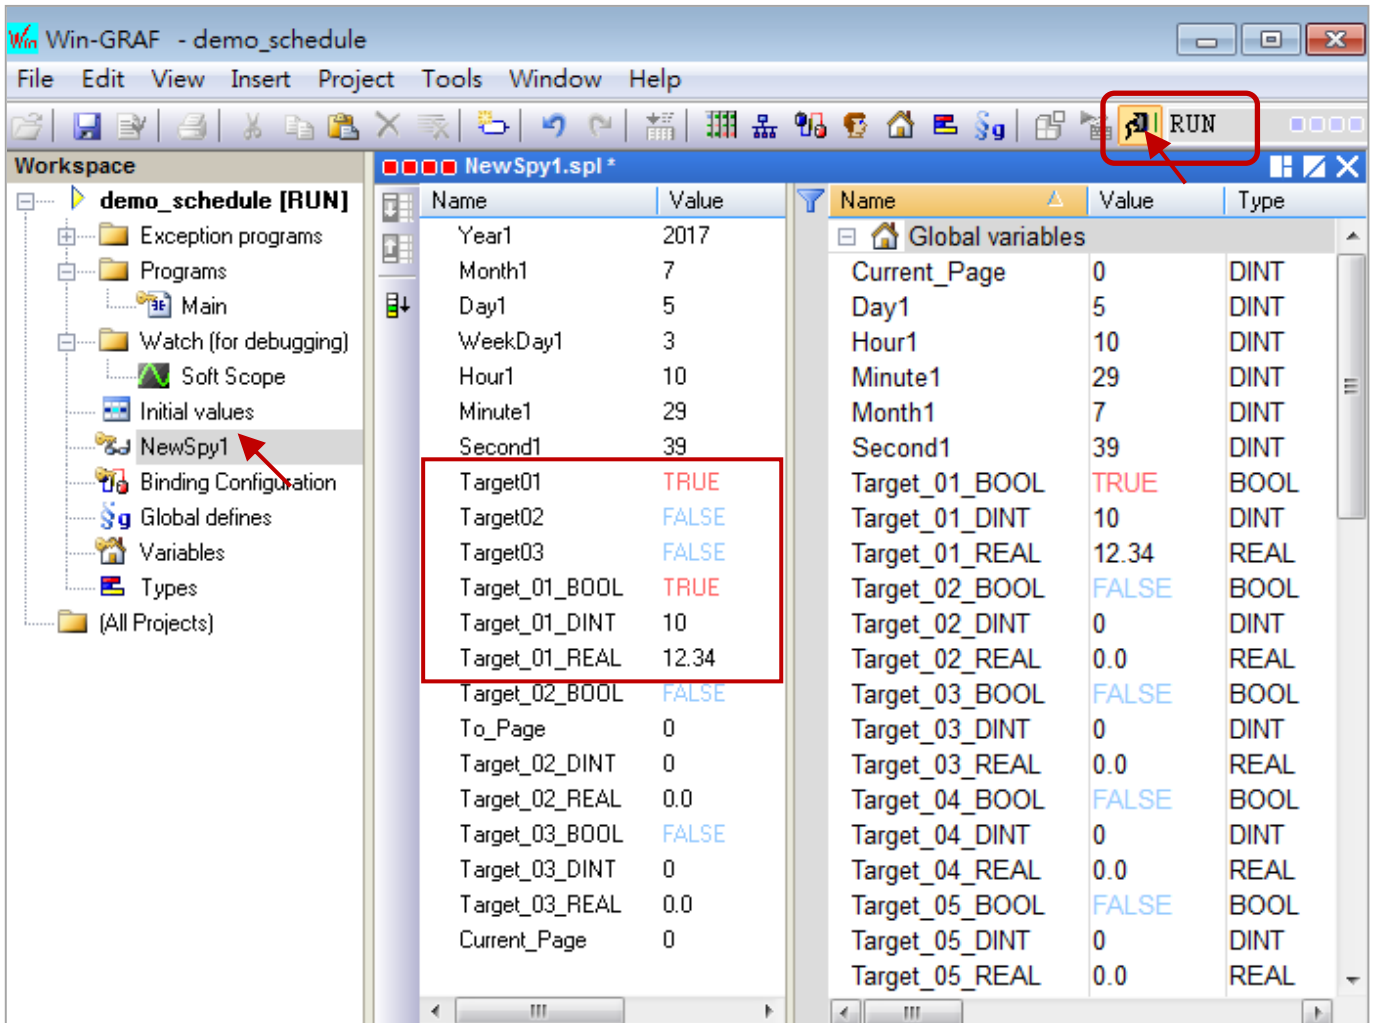 Win Win-GRAF - demo_schedule
File Edit View Insert Project Tools Window Help
RUN
Workspace
demo_schedule [RUN]
Exception programs
Programs
Main
Watch (for debugging)
Soft Scope
Initial values
NewSpy1
Binding Configuration
Global defines
Variables
Types
(All Projects)
NewSpy1.spl *
Name Value
Year1 2017
Month1 7
Day1 5
WeekDay1 3
Hour1 10
Minute1 29
Second1 39
Target01 TRUE
Target02 FALSE
Target03 FALSE
Target_01_BOOL TRUE
Target_01_DINT 10
Target_01_REAL 12.34
Target_02_BOOL FALSE
To_Page 0
Target_02_DINT 0
Target_02_REAL 0.0
Target_03_BOOL FALSE
Target_03_DINT 0
Target_03_REAL 0.0
Current_Page 0
Name Value Type
Global variables
Current_Page 0 DINT
Day1 5 DINT
Hour1 10 DINT
Minute1 29 DINT
Month1 7 DINT
Second1 39 DINT
Target_01_BOOL TRUE BOOL
Target_01_DINT 10 DINT
Target_01_REAL 12.34 REAL
Target_02_BOOL FALSE BOOL
Target_02_DINT 0 DINT
Target_02_REAL 0.0 REAL
Target_03_BOOL FALSE BOOL
Target_03_DINT 0 DINT
Target_03_REAL 0.0 REAL
Target_04_BOOL FALSE BOOL
Target_04_DINT 0 DINT
Target_04_REAL 0.0 REAL
Target_05_BOOL FALSE BOOL
Target_05_DINT 0 DINT
Target_05_REAL 0.0 REAL